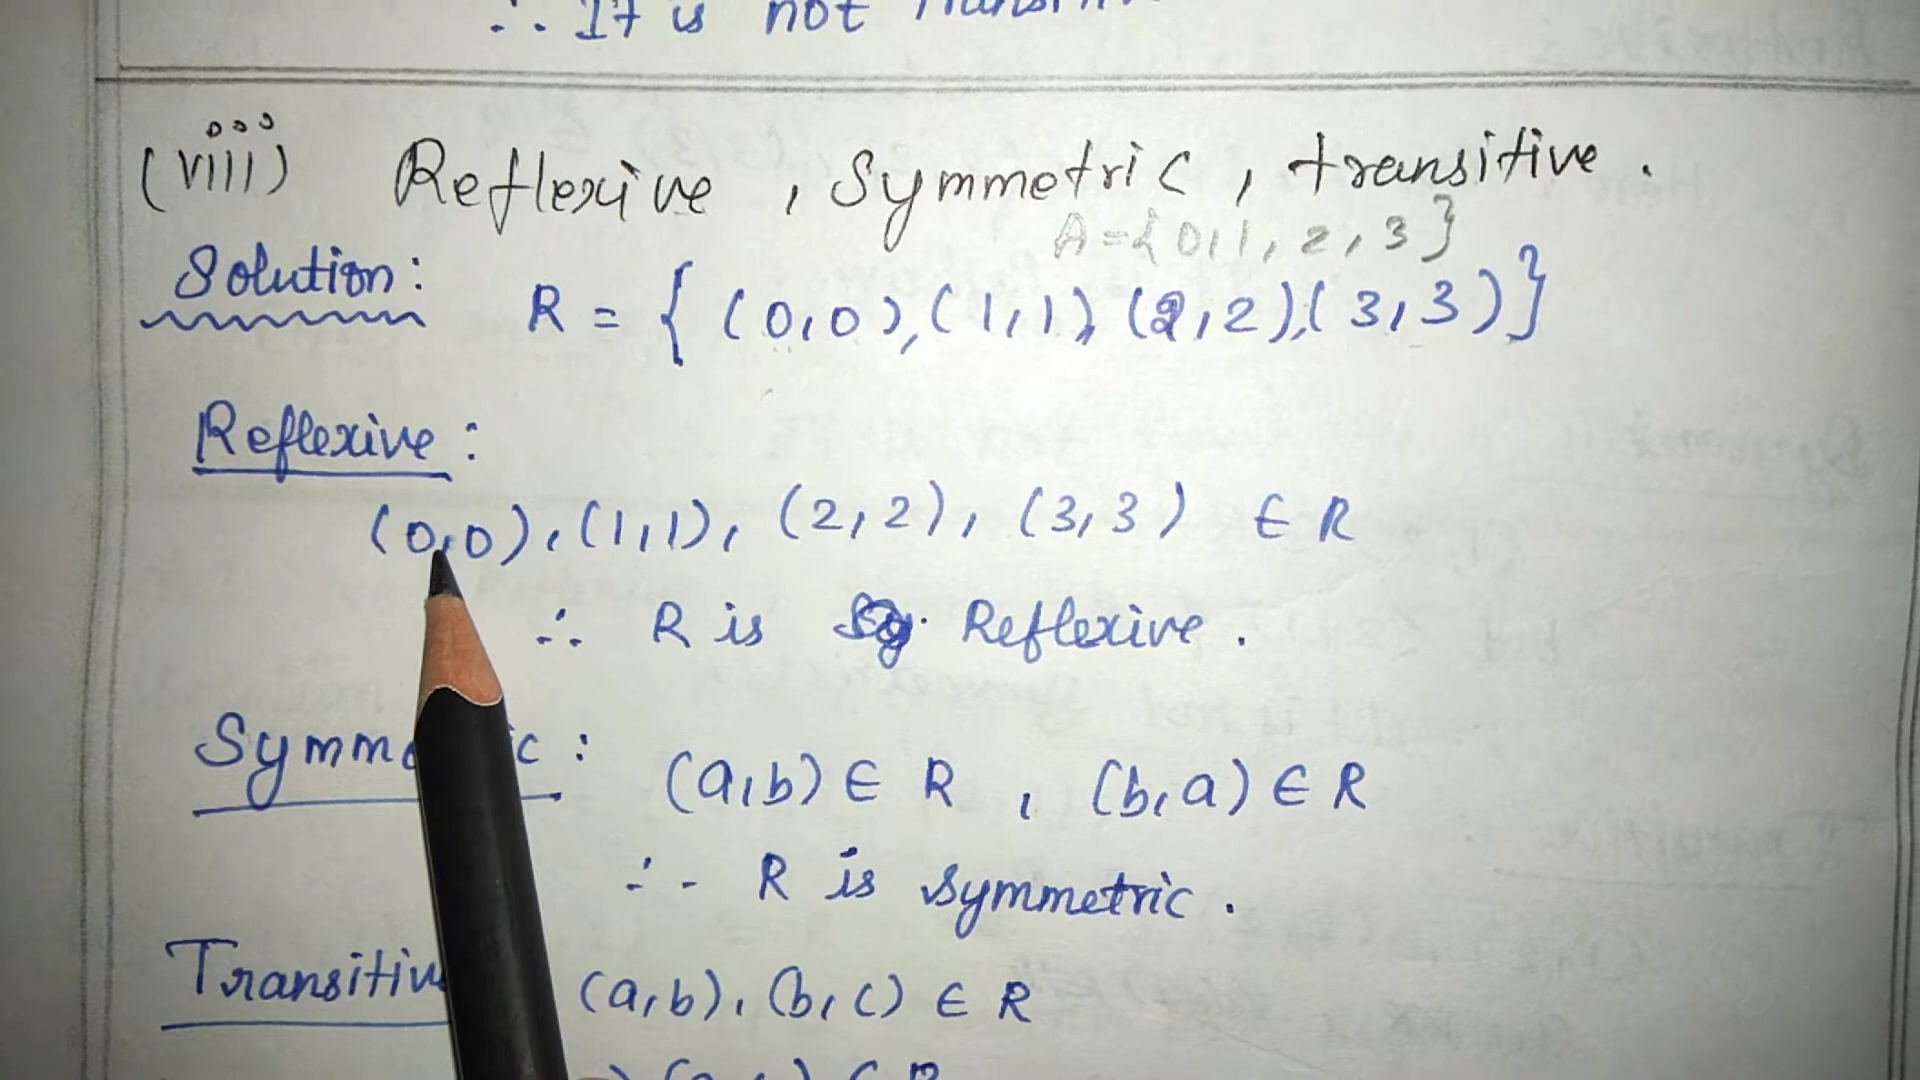 ∴ It is not
(viii) Reflexive , Symmetric , transitive .
A={0,1,2,3}
Solution: R = { (0,0),(1,1),(2,2),(3,3)}
Reflexive :
(0,0),(1,1),(2,2),(3,3) ∈ R
∴ R is Reflexive .
: (a,b) ∈ R , (b,a) ∈ R
∴ R is symmetric .
(a,b),(b,c) ∈ R